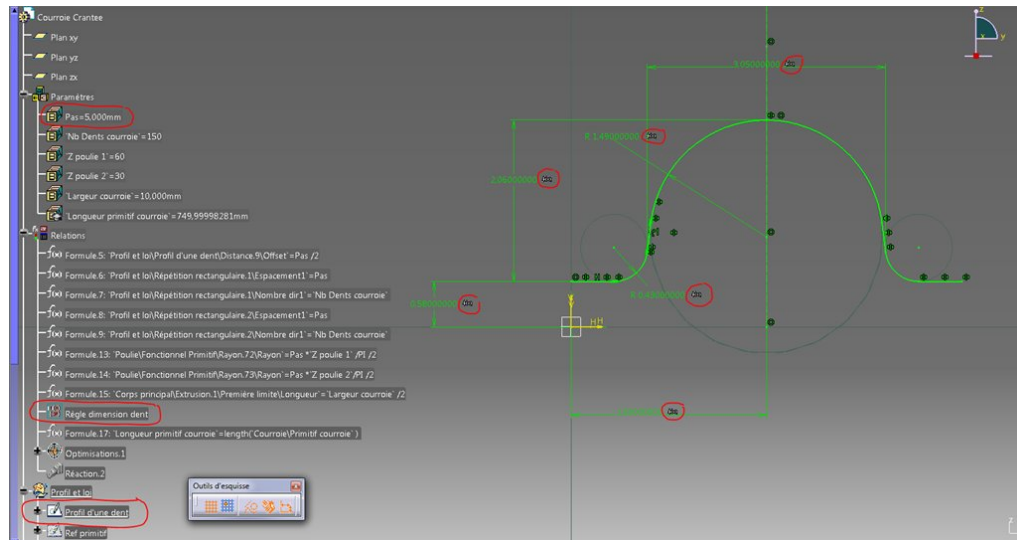 Courroie Crantee
Plan xy
Plan yz
Plan zx
Paramètres
Pas=5,000mm
`Nb Dents courroie`=150
`Z poulie 1`=60
`Z poulie 2`=30
`Largeur courroie`=10,000mm
`Longueur primitif courroie`=749,99998281mm
Relations
Formule.5: `Profil et loi\Profil d'une dent\Distance.9\Offset`=Pas /2
Formule.6: `Profil et loi\Répétition rectangulaire.1\Espacement1`=Pas
Formule.7: `Profil et loi\Répétition rectangulaire.1\Nombre dir1`=`Nb Dents courroie`
Formule.8: `Profil et loi\Répétition rectangulaire.2\Espacement1`=Pas
Formule.9: `Profil et loi\Répétition rectangulaire.2\Nombre dir1`=`Nb Dents courroie`
Formule.13: `Poulie\Fonctionnel Primitif\Rayon.72\Rayon`=Pas *`Z poulie 1` /PI /2
Formule.14: `Poulie\Fonctionnel Primitif\Rayon.73\Rayon`=Pas *`Z poulie 2`/PI /2
Formule.15: `Corps principal\Extrusion.1\Première limite\Longueur`=`Largeur courroie` /2
Règle dimension dent
Formule.17: `Longueur primitif courroie`=length(`Courroie\Primitif courroie` )
Optimisations.1
Réaction.2
Profil et loi
Profil d'une dent
Ref primitif
Outils d'esquisse
3.05000000
R 1.49000000
2.06000000
R 0.48000000
V
HH
z
x
y
z